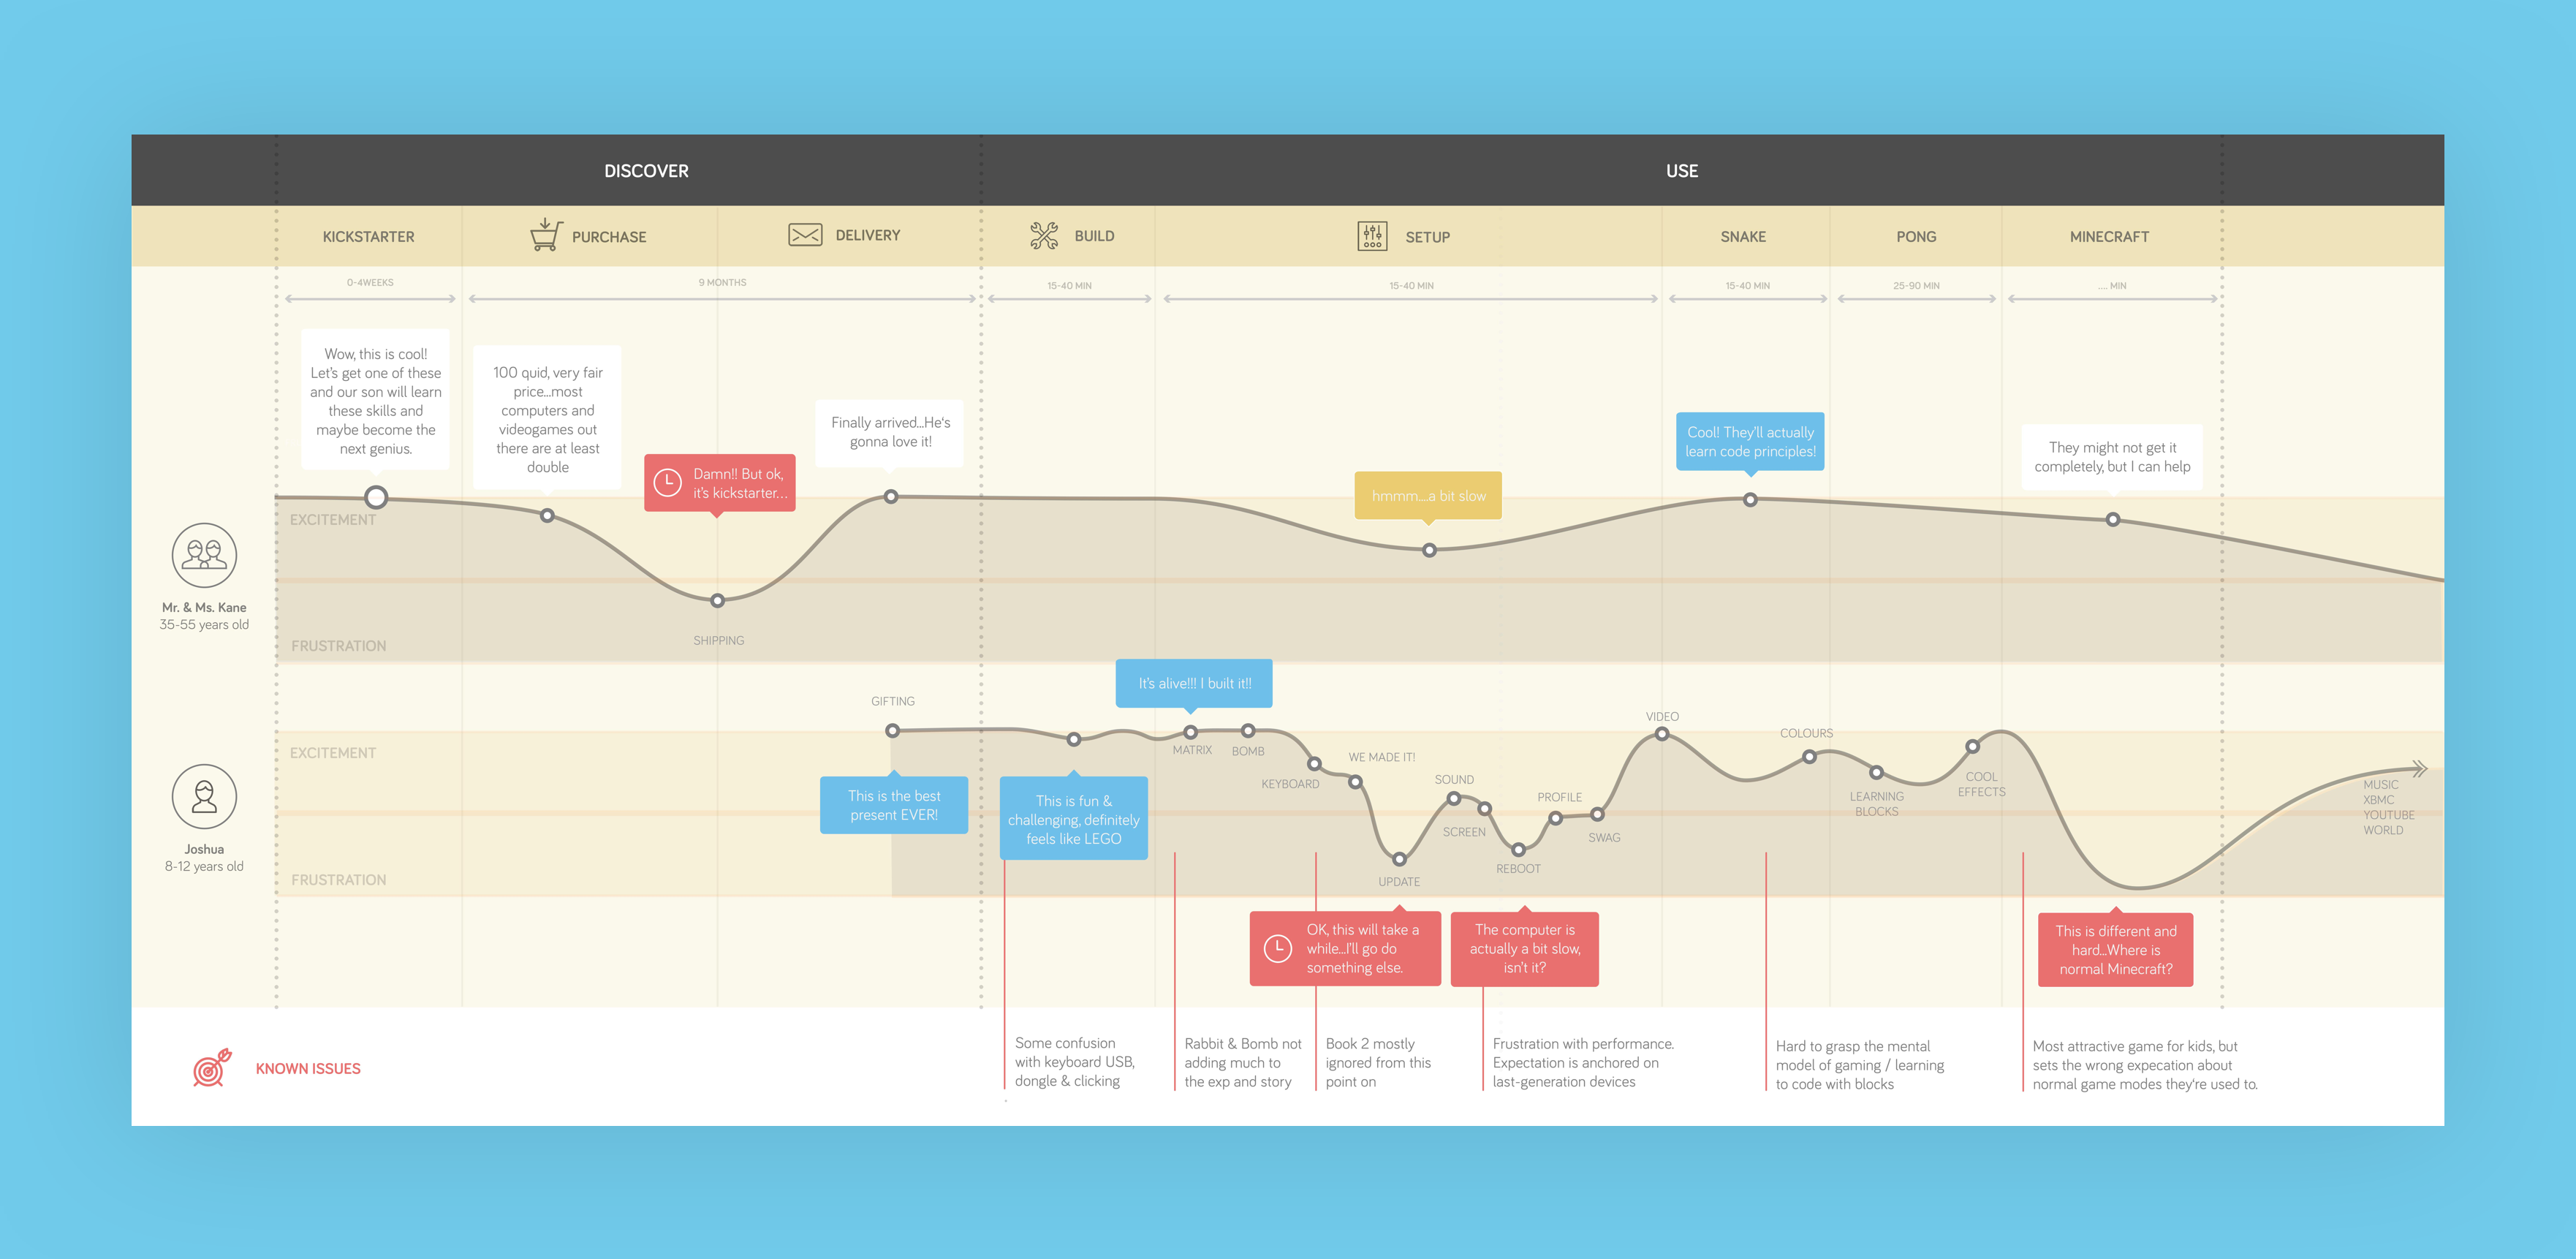 DISCOVER
USE
KICKSTARTER
PURCHASE
DELIVERY
BUILD
SETUP
SNAKE
PONG
MINECRAFT
0-4WEEKS
9 MONTHS
15-40 MIN
15-40 MIN
15-40 MIN
25-90 MIN
.... MIN
Wow, this is cool!
Let's get one of these
and our son will learn
these skills and
maybe become the
next genius.
100 quid, very fair
price...most
computers and
videogames out
there are at least
double
Damn!! But ok,
it's kickstarter...
Finally arrived...He's
gonna love it!
hmmm....a bit slow
Cool! They'll actually
learn code principles!
They might not get it
completely, but I can help
EXCITEMENT
Mr. & Ms. Kane
35-55 years old
FRUSTRATION
SHIPPING
GIFTING
It's alive!!! I built it!!
EXCITEMENT
MATRIX
BOMB
KEYBOARD
WE MADE IT!
UPDATE
SOUND
SCREEN
REBOOT
PROFILE
SWAG
VIDEO
COLOURS
LEARNING
BLOCKS
COOL
EFFECTS
MUSIC
XBMC
YOUTUBE
WORLD
This is the best
present EVER!
This is fun &
challenging, definitely
feels like LEGO
Joshua
8-12 years old
FRUSTRATION
OK, this will take a
while...I'll go do
something else.
The computer is
actually a bit slow,
isn't it?
This is different and
hard...Where is
normal Minecraft?
KNOWN ISSUES
Some confusion
with keyboard USB,
dongle & clicking
Rabbit & Bomb not
adding much to
the exp and story
Book 2 mostly
ignored from this
point on
Frustration with performance.
Expectation is anchored on
last-generation devices
Hard to grasp the mental
model of gaming / learning
to code with blocks
Most attractive game for kids, but
sets the wrong expecation about
normal game modes they're used to.